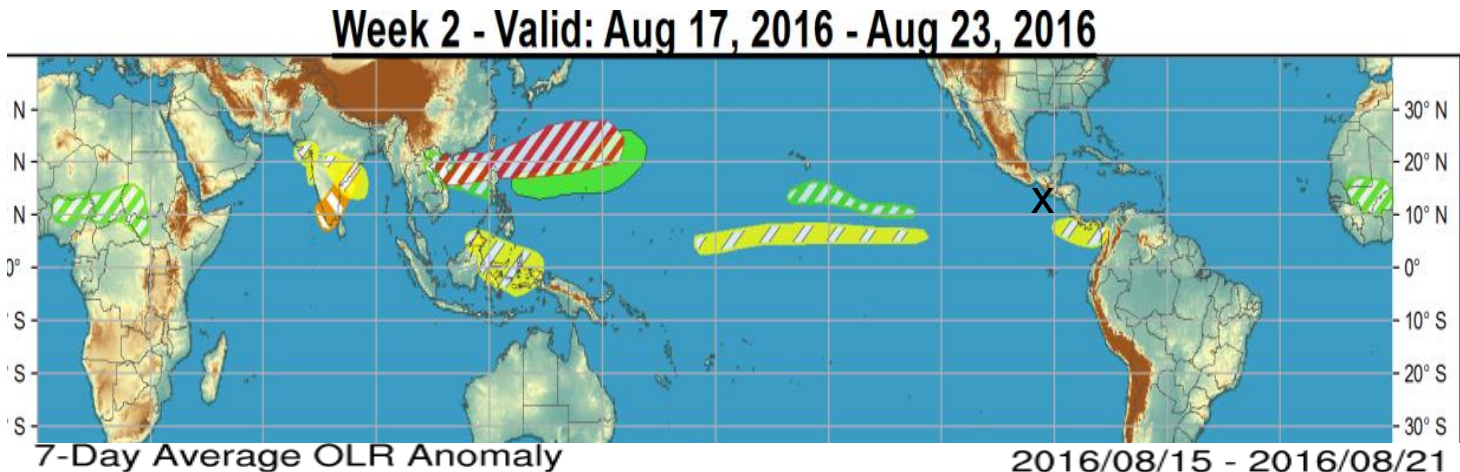 Week 2 - Valid: Aug 17, 2016 - Aug 23, 2016
N 30° N
N 20° N
N X 10° N
0° 0°
° S 10° S
S 20° S
° S 30° S
7-Day Average OLR Anomaly 2016/08/15 - 2016/08/21